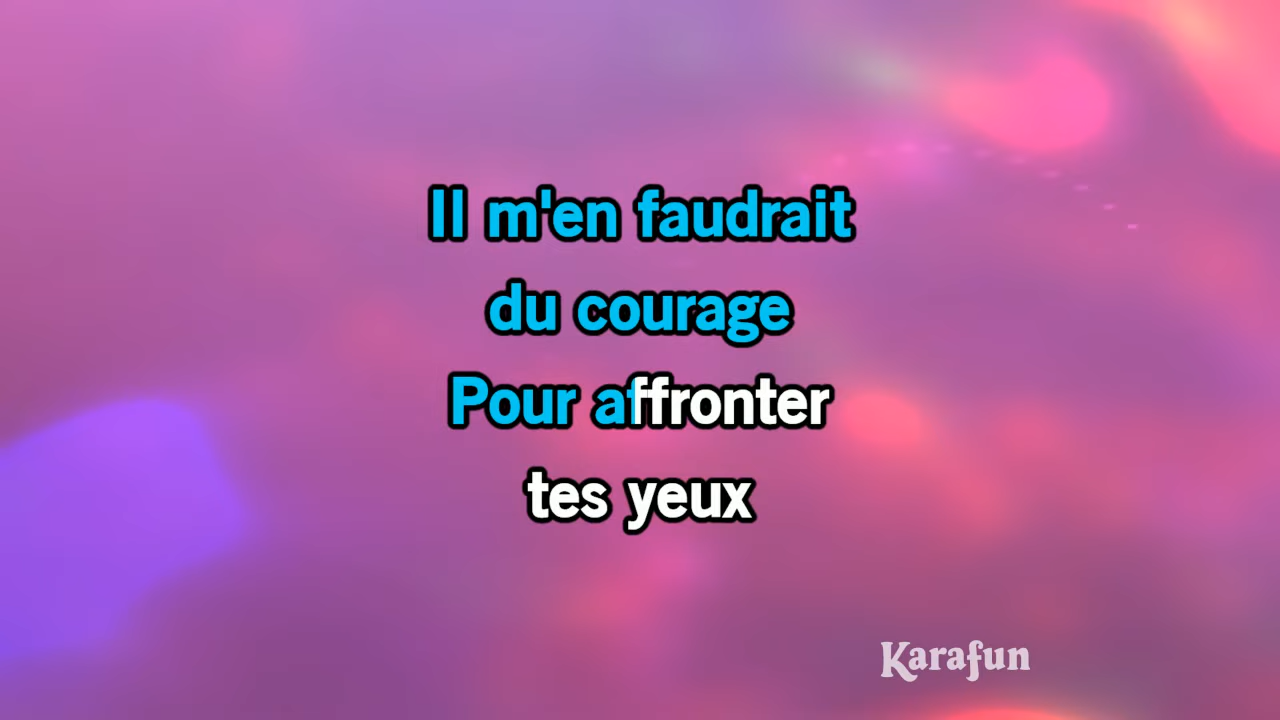 Il m'en faudrait
du courage
Pour affronter
tes yeux
Karafun